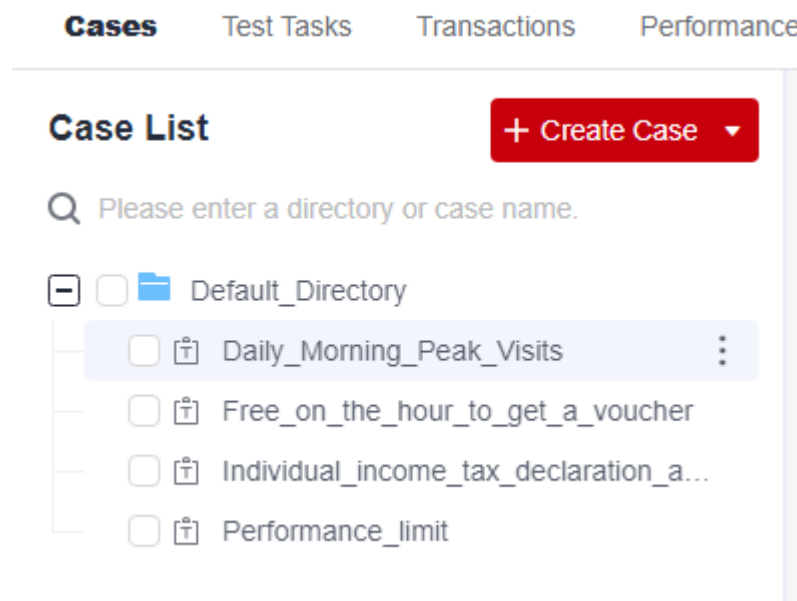 Cases Test Tasks Transactions Performance
Case List
+ Create Case
Please enter a directory or case name.
Default_Directory
Daily_Morning_Peak_Visits
Free_on_the_hour_to_get_a_voucher
Individual_income_tax_declaration_a...
Performance_limit